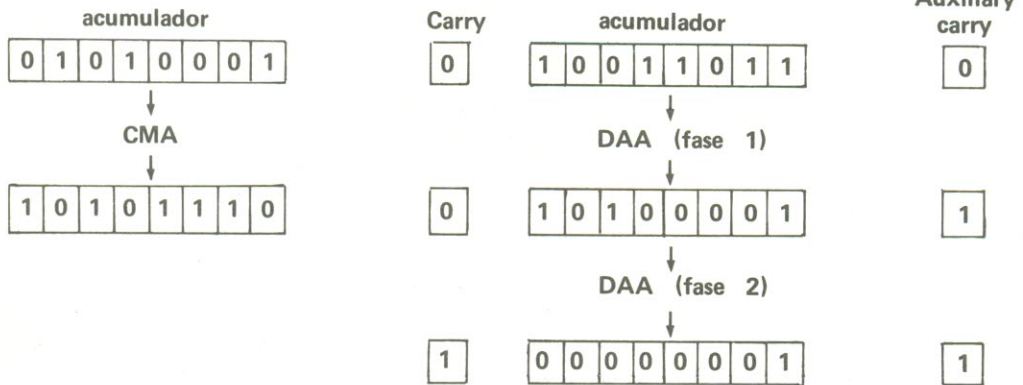 Auxiliary
acumulador Carry acumulador carry
0 1 0 1 0 0 0 1 0 1 0 0 1 1 0 1 1 0
CMA DAA (fase 1)
1 0 1 0 1 1 1 0 0 1 0 1 0 0 0 0 1 1
DAA (fase 2)
1 0 0 0 0 0 0 0 1 1